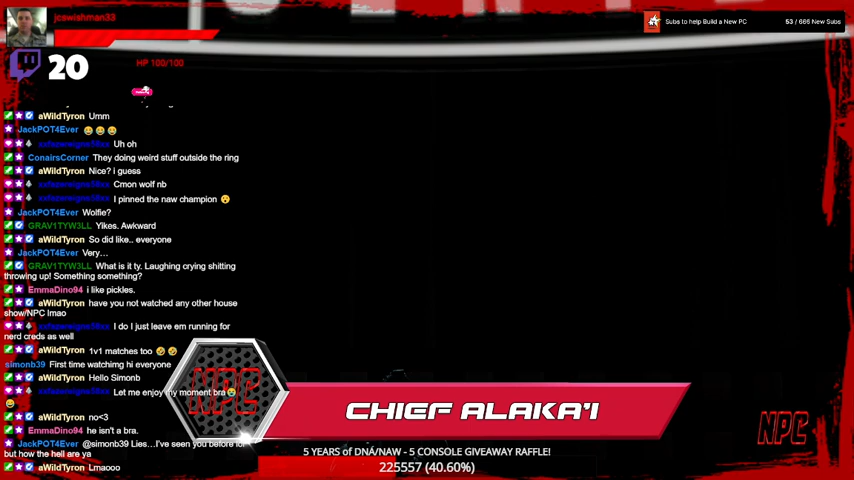 jcswishman33
Subs to help Build a New PC
53 / 666 New Subs
20
HP 100/100
aWildTyron Umm
JackPOT4Ever
Uh oh
ConairsCorner They doing weird stuff outside the ring
aWildTyron Nice? i guess
Cmon wolf nb
I pinned the naw champion
JackPOT4Ever Wolfie?
GRAV1TYW3LL Yikes. Awkward
aWildTyron So did like.. everyone
JackPOT4Ever Very…
GRAV1TYW3LL What is it ty. Laughing crying shitting
throwing up! Something something?
EmmaDino94 i like pickles.
aWildTyron have you not watched any other house
show/NPC lmao
I do I just leave em running for
nerd creds as well
aWildTyron 1v1 matches too
simonb39 First time watching hi everyone
aWildTyron Hello Simonb
Let me enjoy my moment bra
aWildTyron no<3
EmmaDino94 he isn't a bra.
JackPOT4Ever @simonb39 Lies…I've seen you before lol
but how the hell are ya
aWildTyron Lmaooo
NPC
CHIEF ALAKA'I
NPC
5 YEARS of DNA/NAW - 5 CONSOLE GIVEAWAY RAFFLE!
225557 (40.60%)